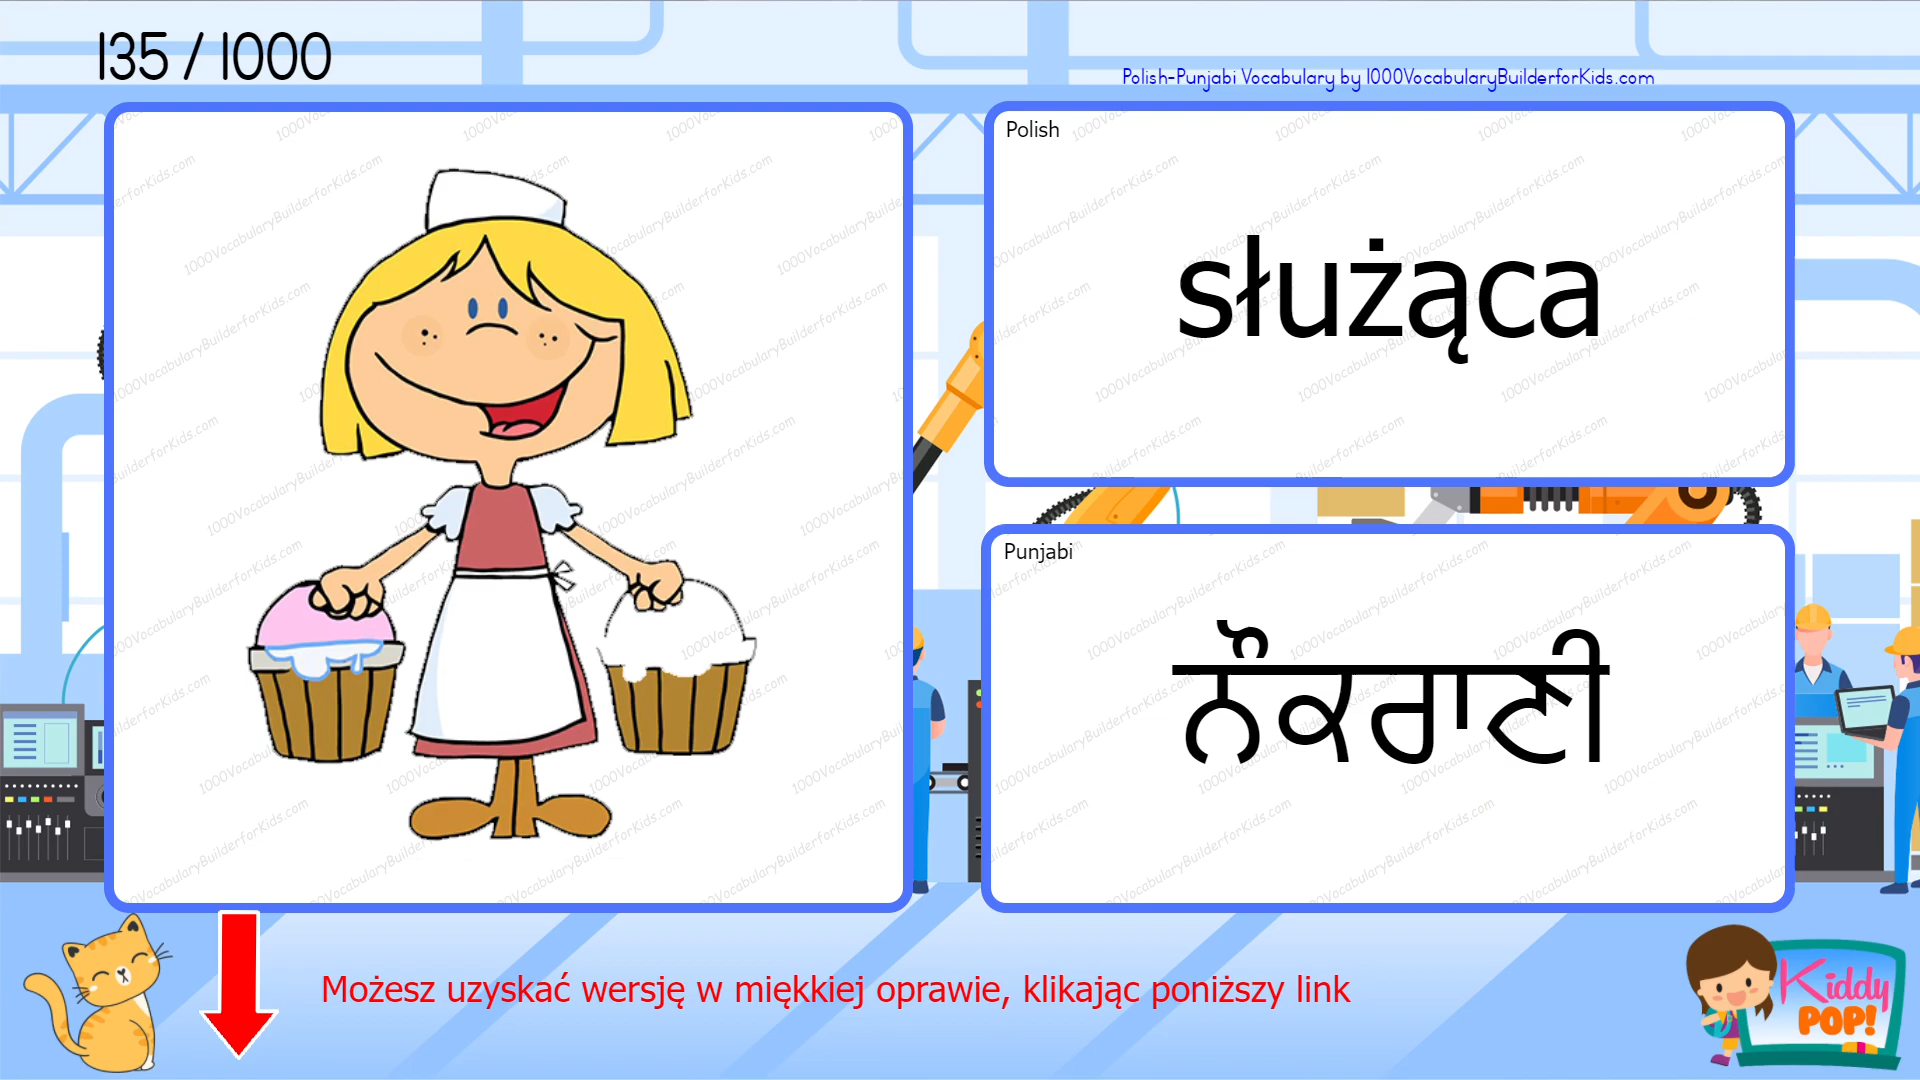 135 / 1000
Polish-Punjabi Vocabulary by 1000VocabularyBuilderforKids.com
Polish
służąca
Punjabi
ਨੌਕਰਾਣੀ
Możesz uzyskać wersję w miękkiej oprawie, klikając poniższy link
Kiddy
POP!